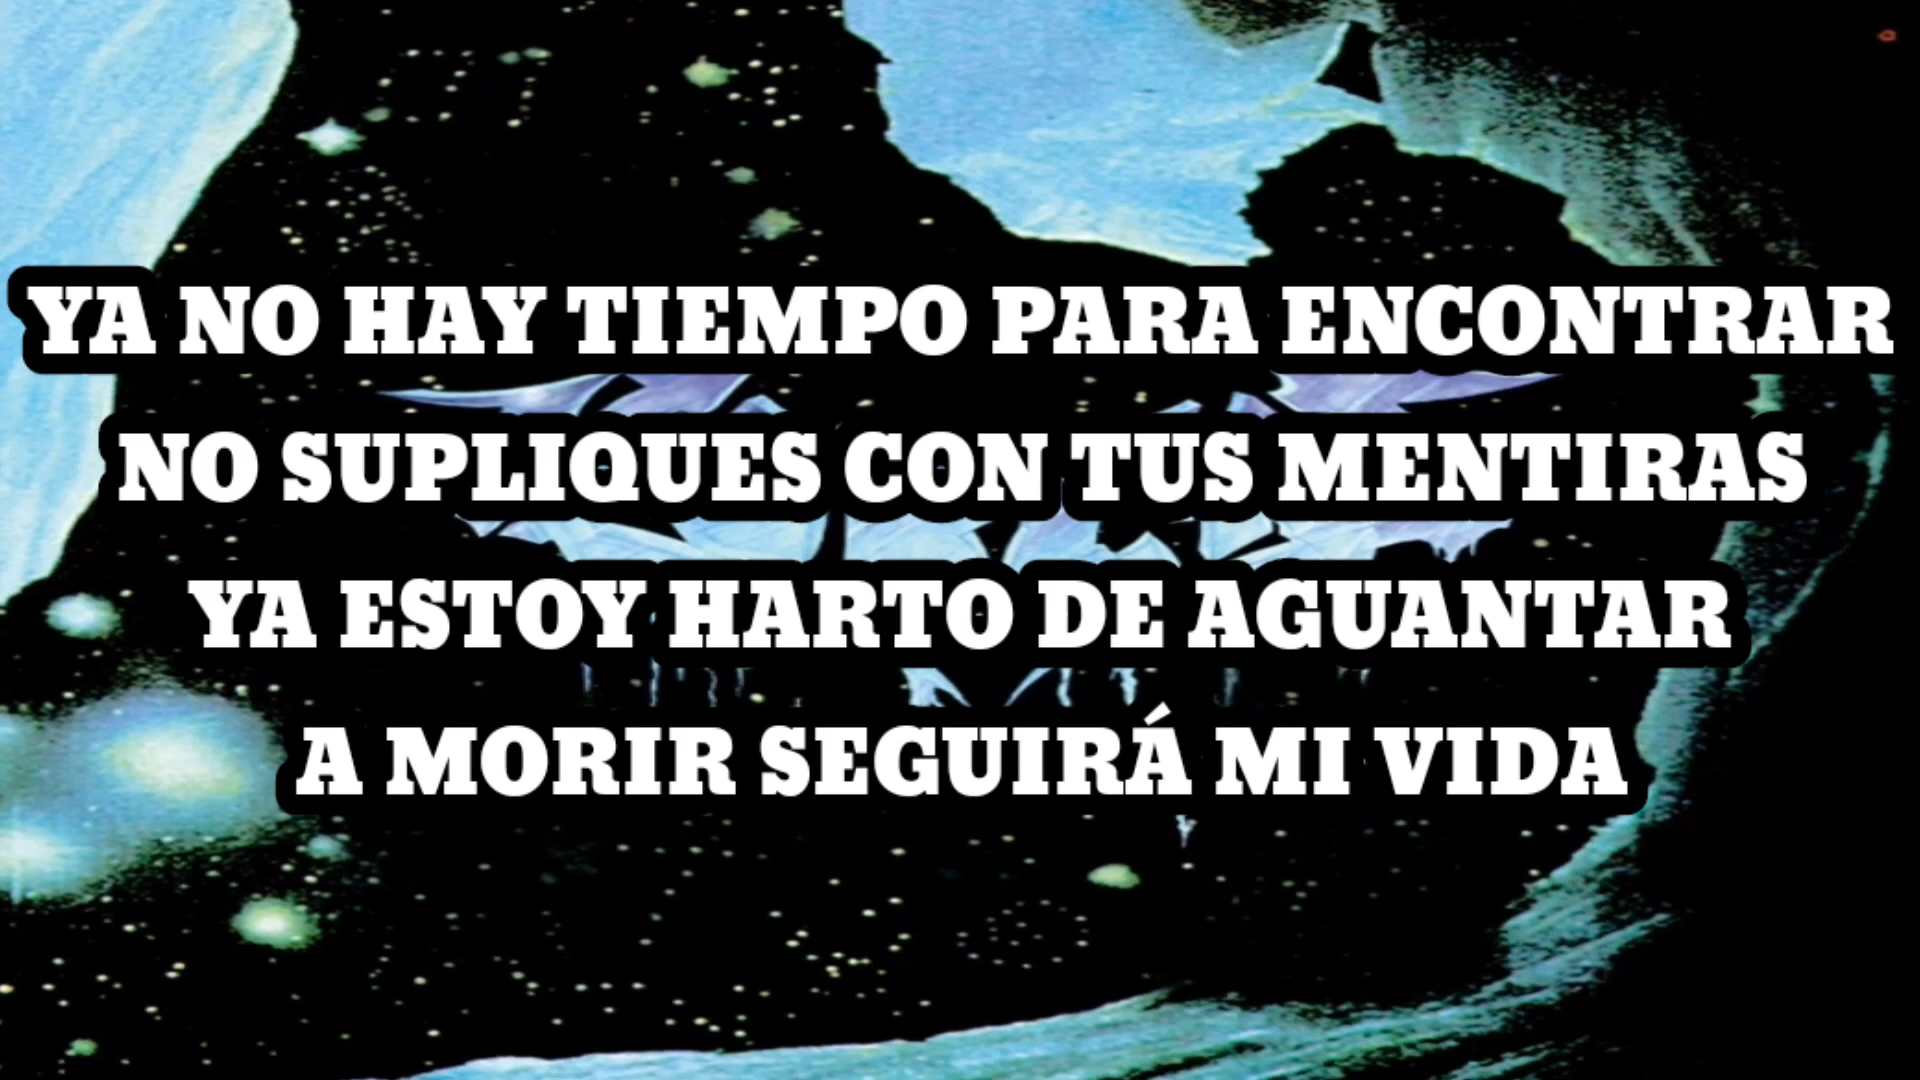 YA NO HAY TIEMPO PARA ENCONTRAR
NO SUPLIQUES CON TUS MENTIRAS
YA ESTOY HARTO DE AGUANTAR
A MORIR SEGUIRÁ MI VIDA